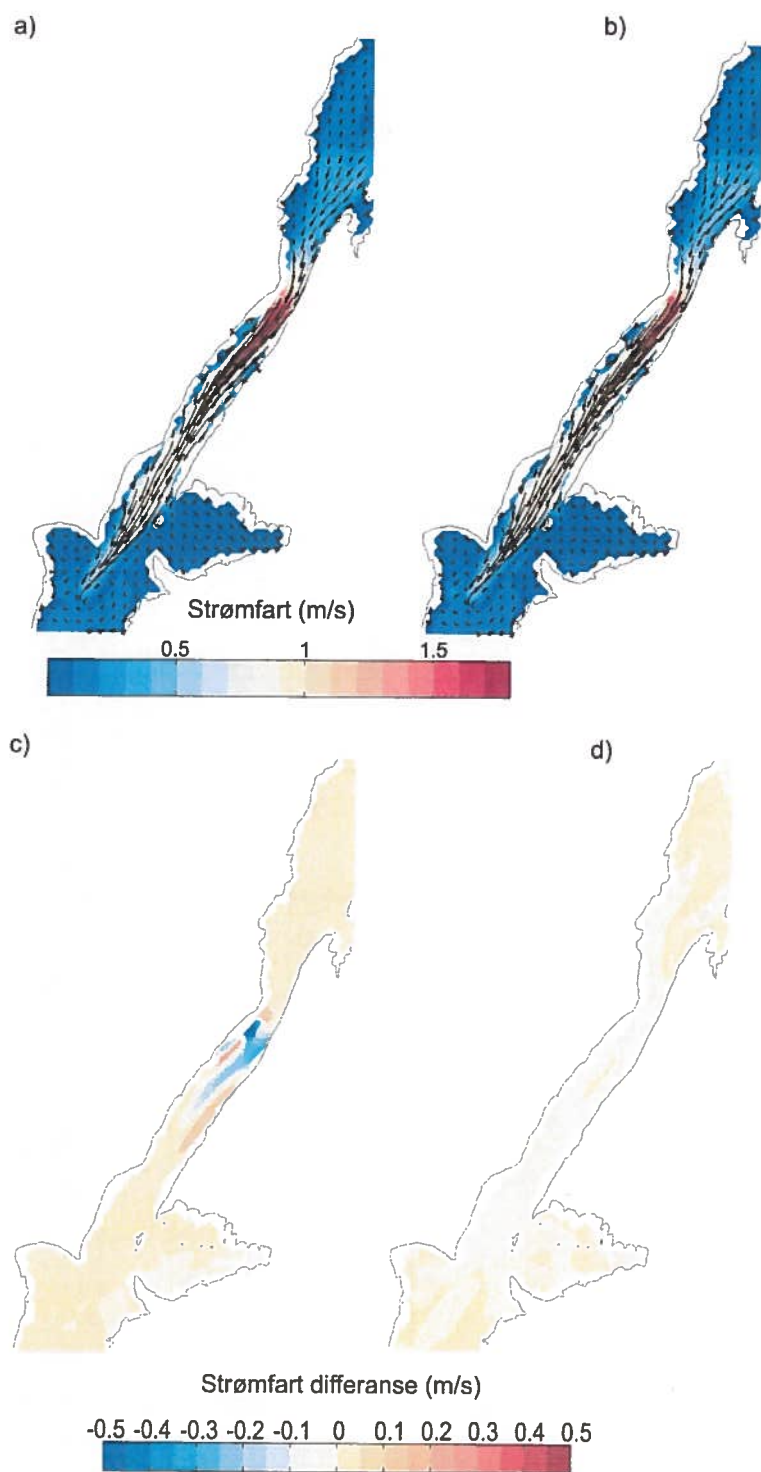 a)
b)
Strømfart (m/s)
0.5 1 1.5
c)
d)
Strømfart differanse (m/s)
-0.5 -0.4 -0.3 -0.2 -0.1 0 0.1 0.2 0.3 0.4 0.5